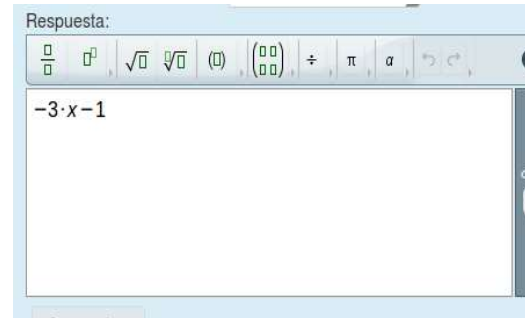 Respuesta:
÷ π α
−3·x−1